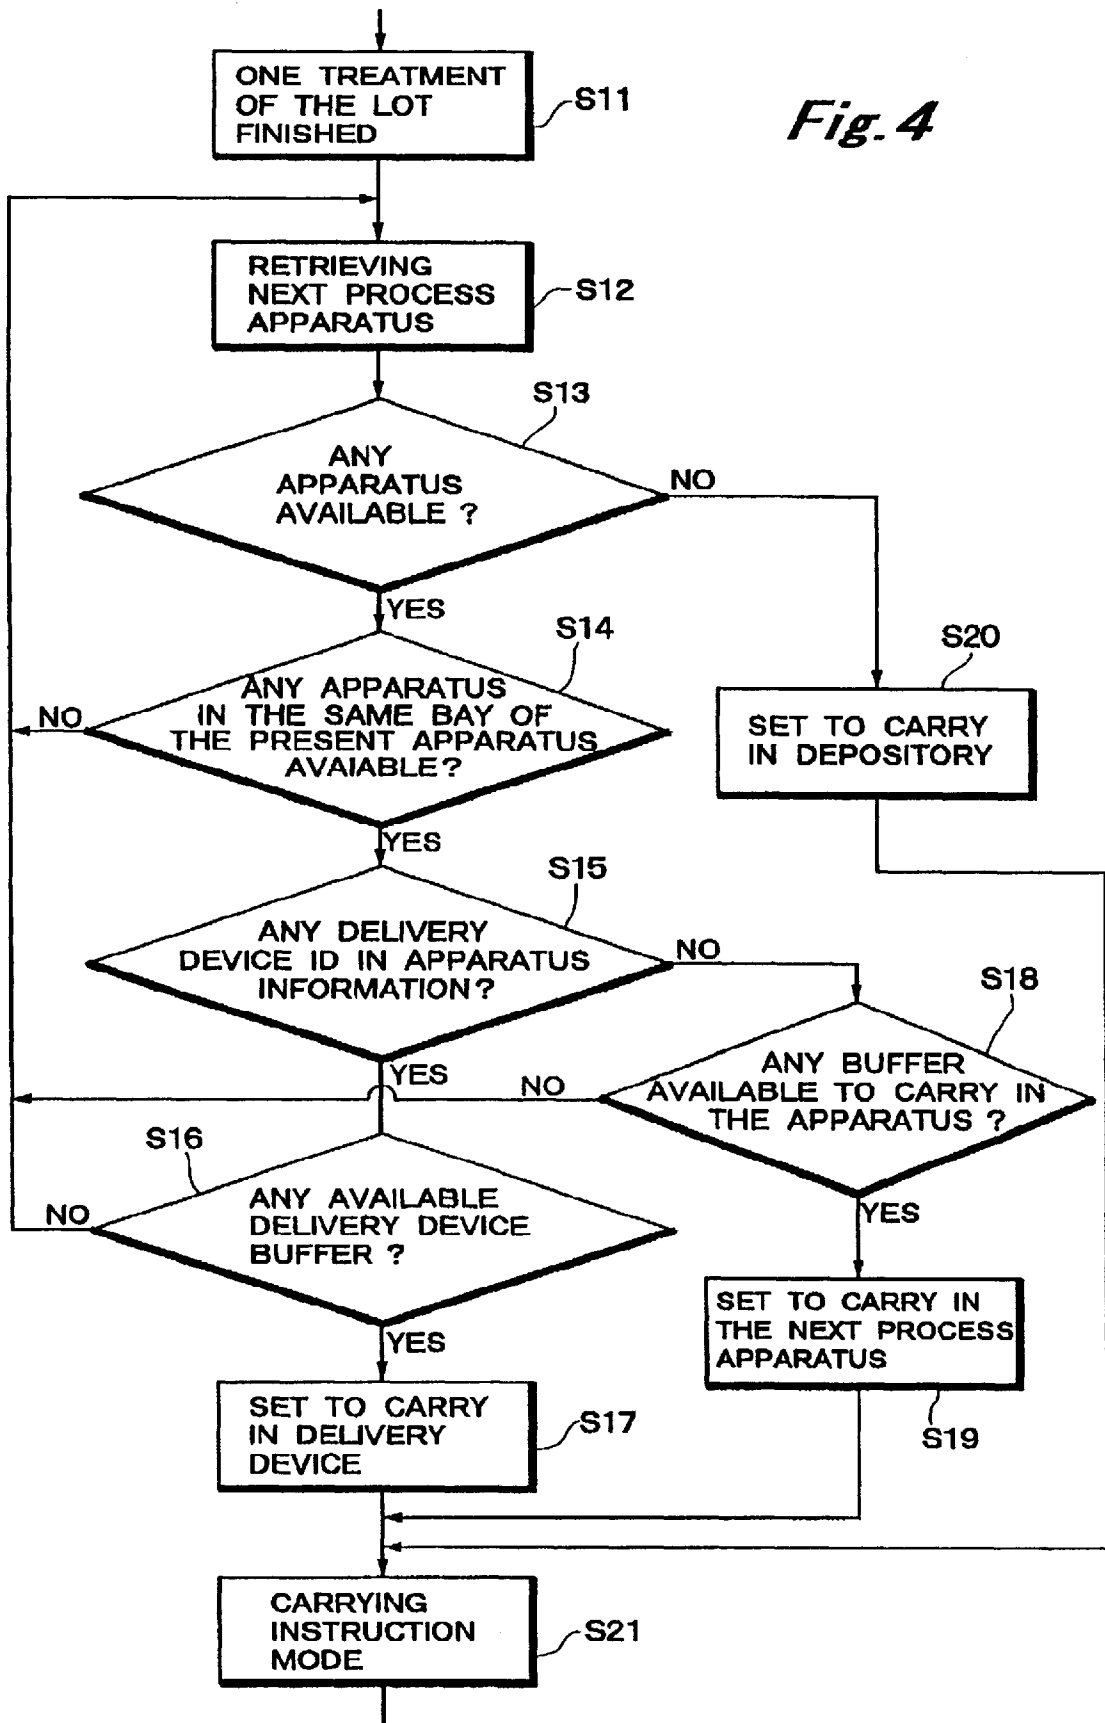 ONE TREATMENT
OF THE LOT
FINISHED
S11
Fig. 4
RETRIEVING
NEXT PROCESS
APPARATUS
S12
S13
ANY
APPARATUS
AVAILABLE ?
NO
YES
S14
ANY APPARATUS
IN THE SAME BAY OF
THE PRESENT APPARATUS
AVAIABLE?
NO
S20
SET TO CARRY
IN DEPOSITORY
YES
S15
ANY DELIVERY
DEVICE ID IN APPARATUS
INFORMATION?
NO
S18
ANY BUFFER
AVAILABLE TO CARRY IN
THE APPARATUS ?
YES
NO
S16
ANY AVAILABLE
DELIVERY DEVICE
BUFFER ?
NO
YES
SET TO CARRY IN
THE NEXT PROCESS
APPARATUS
S19
YES
SET TO CARRY
IN DELIVERY
DEVICE
S17
CARRYING
INSTRUCTION
MODE
S21